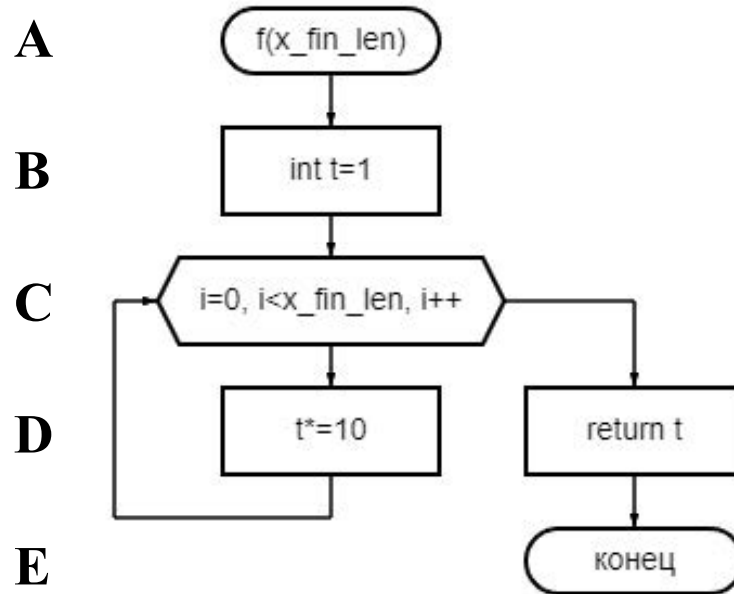 A
f(x_fin_len)
B
int t=1
C
i=0, i<x_fin_len, i++
D
t*=10
return t
E
конец